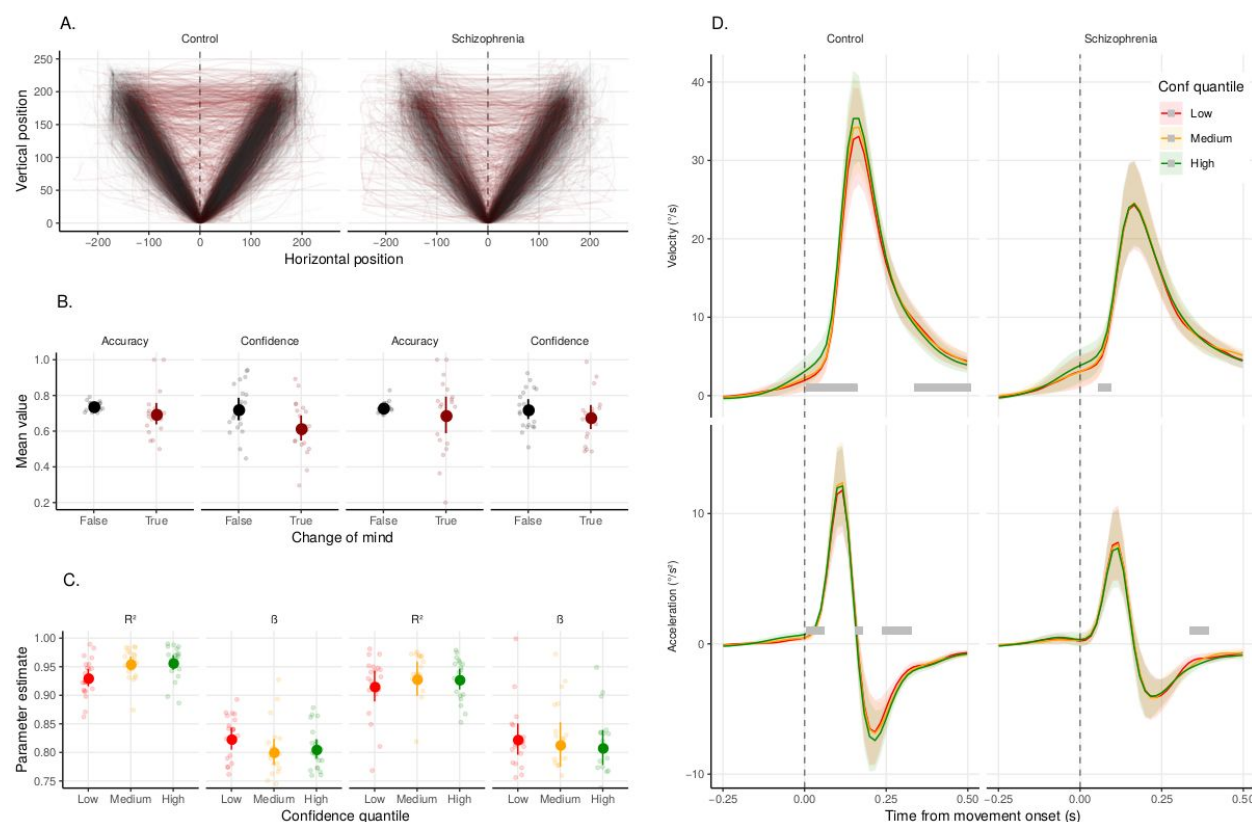 A.
Control
Schizophrenia
Vertical position
250
200
150
100
50
0
−200 −100 0 100 200
−200 −100 0 100 200
Horizontal position
B.
Accuracy
Confidence
Accuracy
Confidence
Mean value
1.0
0.8
0.6
0.4
0.2
False True
False True
False True
False True
Change of mind
C.
R²
ß
R²
ß
Parameter estimate
1.00
0.95
0.90
0.85
0.80
0.75
Low Medium High
Low Medium High
Low Medium High
Low Medium High
Confidence quantile
D.
Control
Schizophrenia
Conf quantile
Low
Medium
High
Velocity (°/s)
40
30
20
10
0
Acceleration (°/s²)
10
0
−10
−0.25 0.00 0.25 0.50
−0.25 0.00 0.25 0.50
Time from movement onset (s)